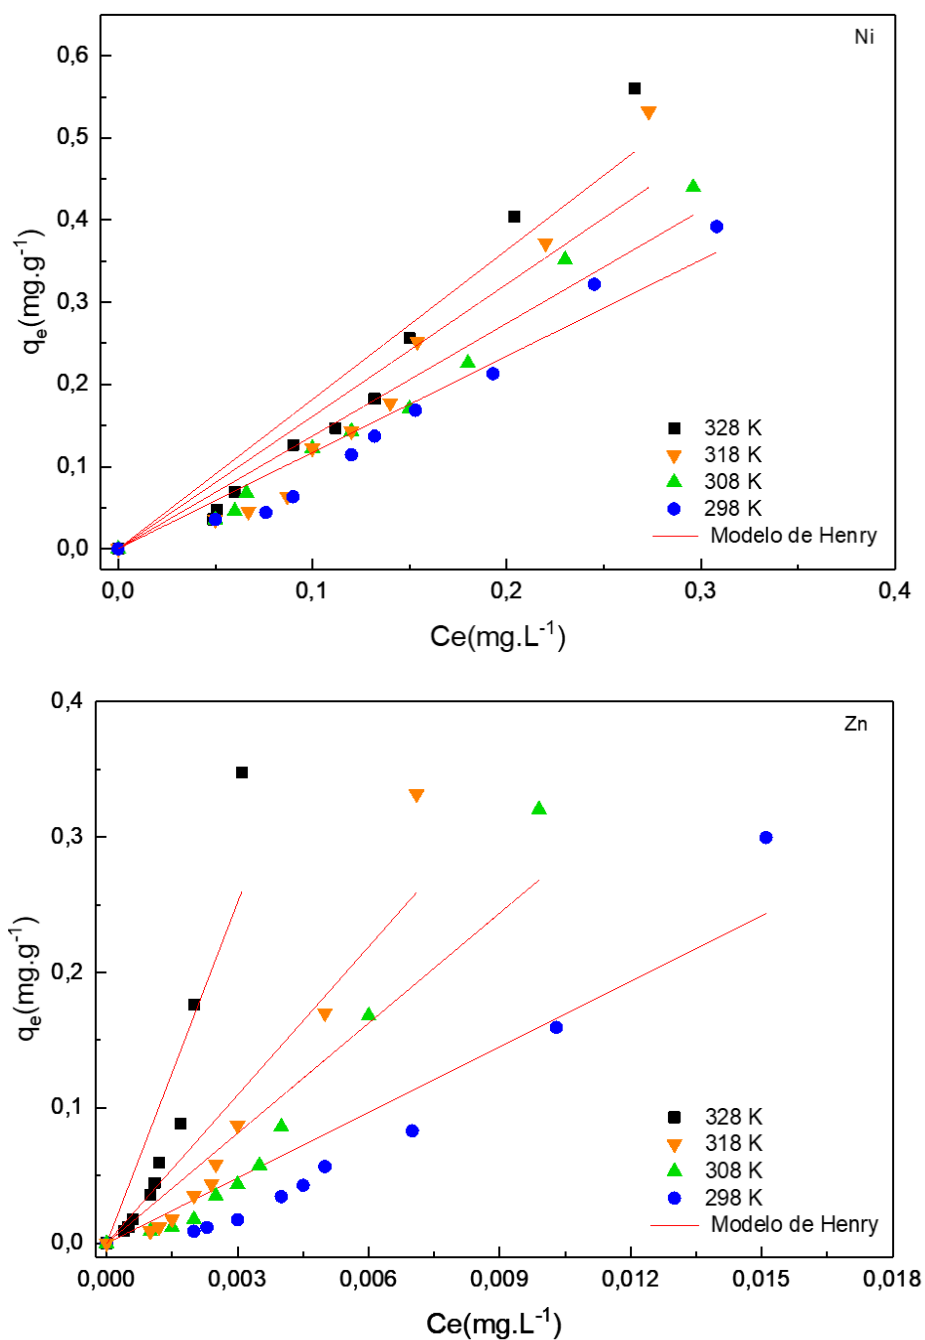 Ni
0,6
0,5
0,4
0,3
0,2
0,1
0,0
qe(mg.g-1)
328 K
318 K
308 K
298 K
Modelo de Henry
0,0 0,1 0,2 0,3 0,4
Ce(mg.L-1)
Zn
0,4
0,3
0,2
0,1
0,0
qe(mg.g-1)
328 K
318 K
308 K
298 K
Modelo de Henry
0,000 0,003 0,006 0,009 0,012 0,015 0,018
Ce(mg.L-1)